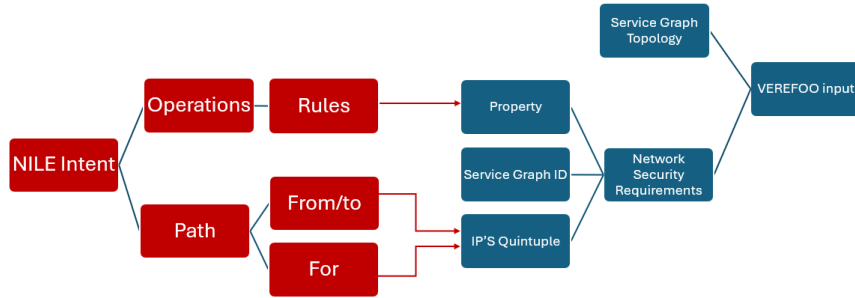 Service Graph
Topology
VEREFOO input
Operations
Rules
Property
NILE Intent
Service Graph ID
Network
Security
Requirements
From/to
Path
IP'S Quintuple
For